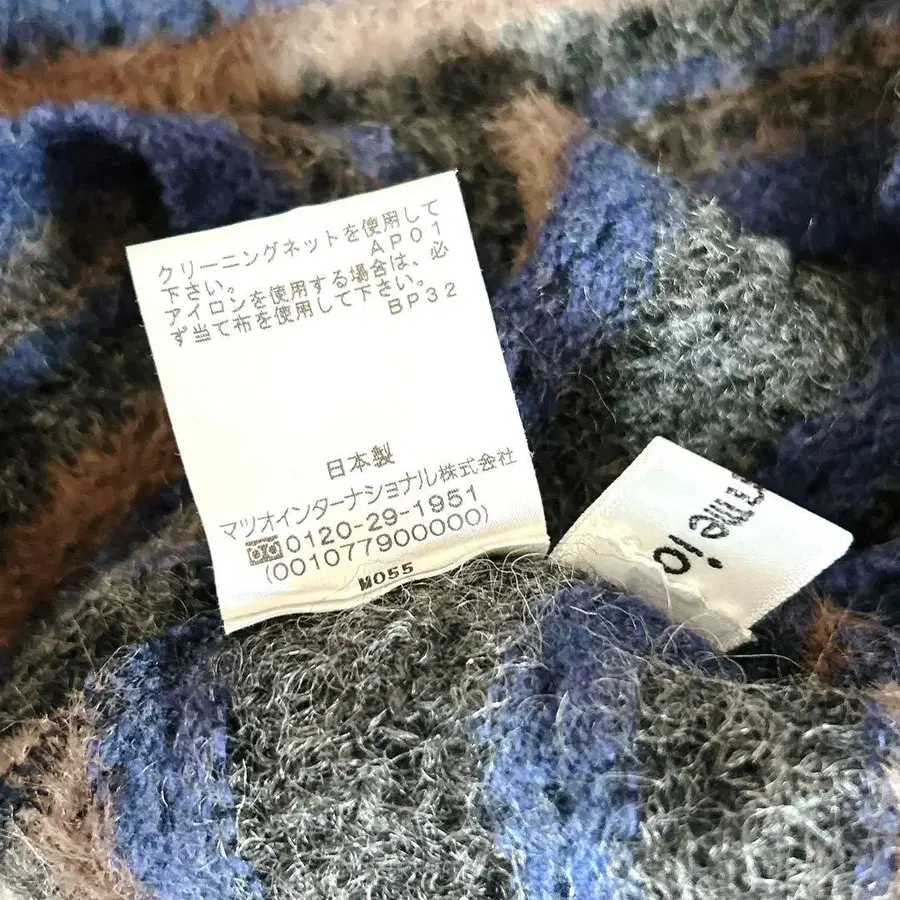 クリーニングネットを使用して
下さい。 AP01
アイロンを使用する場合は、必
ず当て布を使用して下さい。
BP32
日本製
マツオインターナショナル株式会社
0120-29-1951
(001077900000)
M055
io